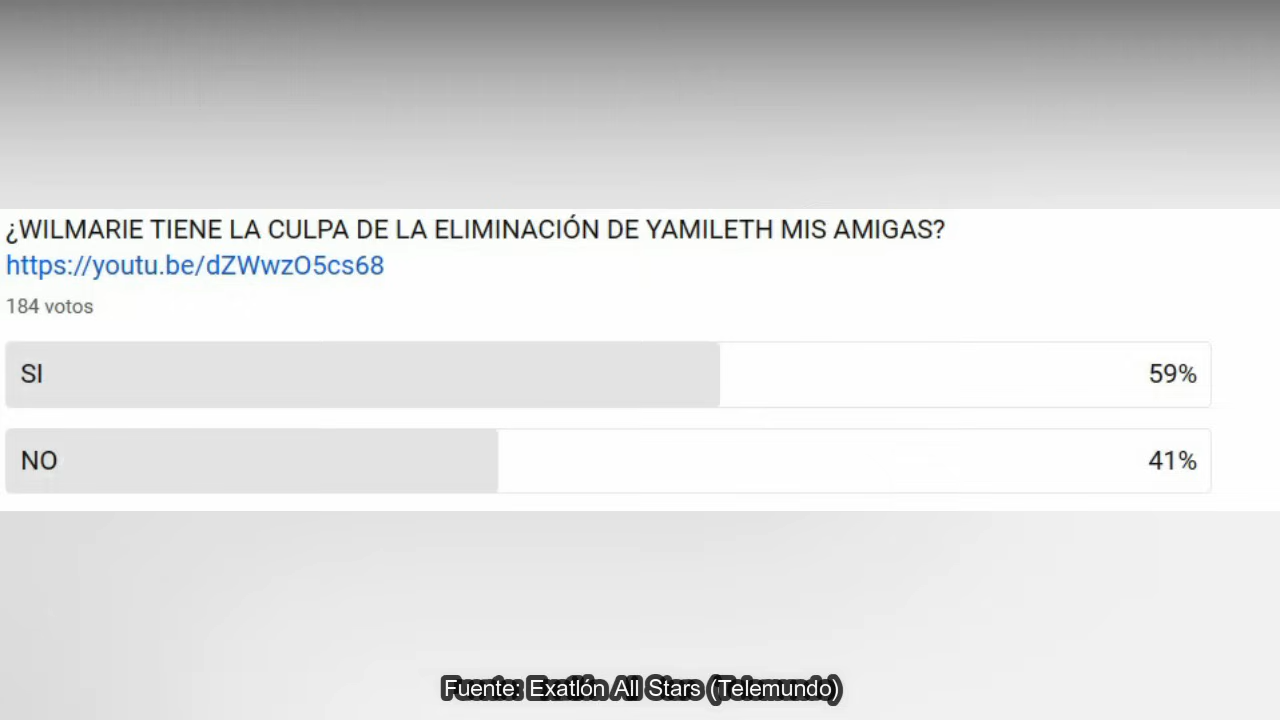 ¿WILMARIE TIENE LA CULPA DE LA ELIMINACIÓN DE YAMILETH MIS AMIGAS?
https://youtu.be/dZWwzO5cs68
184 votos
SI 59%
NO 41%
Fuente: Exatlón All Stars (Telemundo)